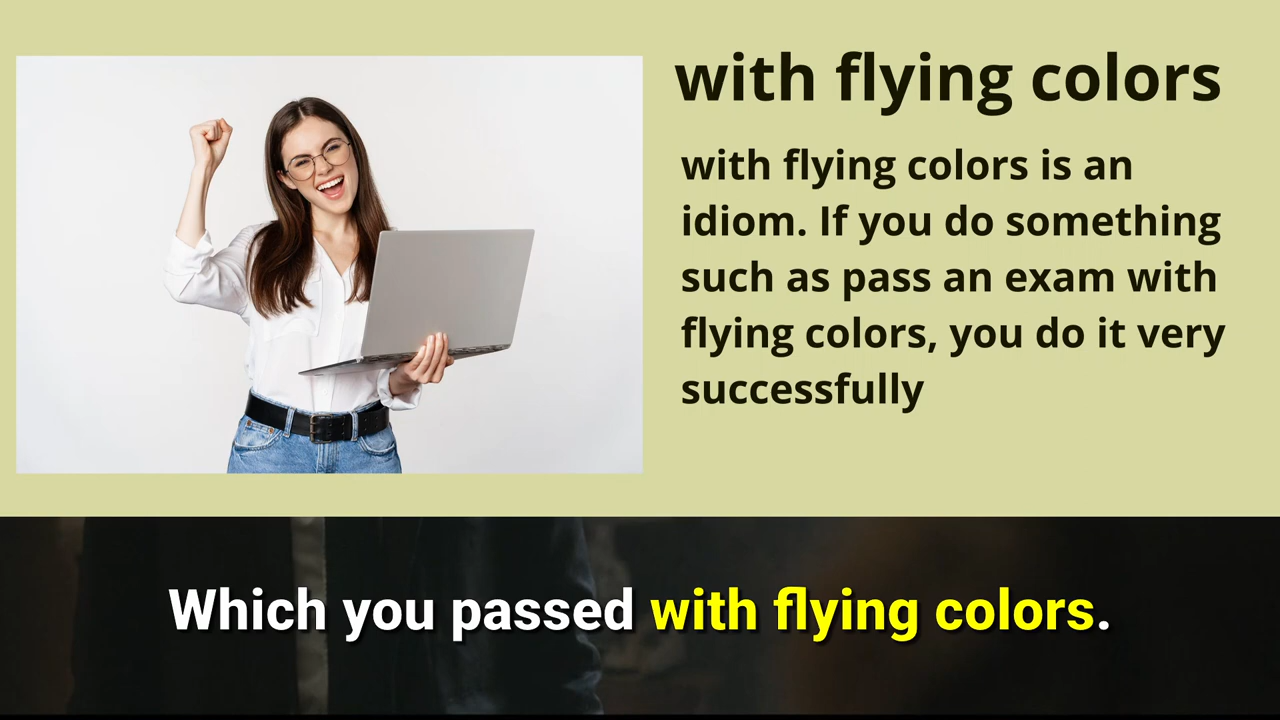 with flying colors
with flying colors is an
idiom. If you do something
such as pass an exam with
flying colors, you do it very
successfully
Which you passed with flying colors.